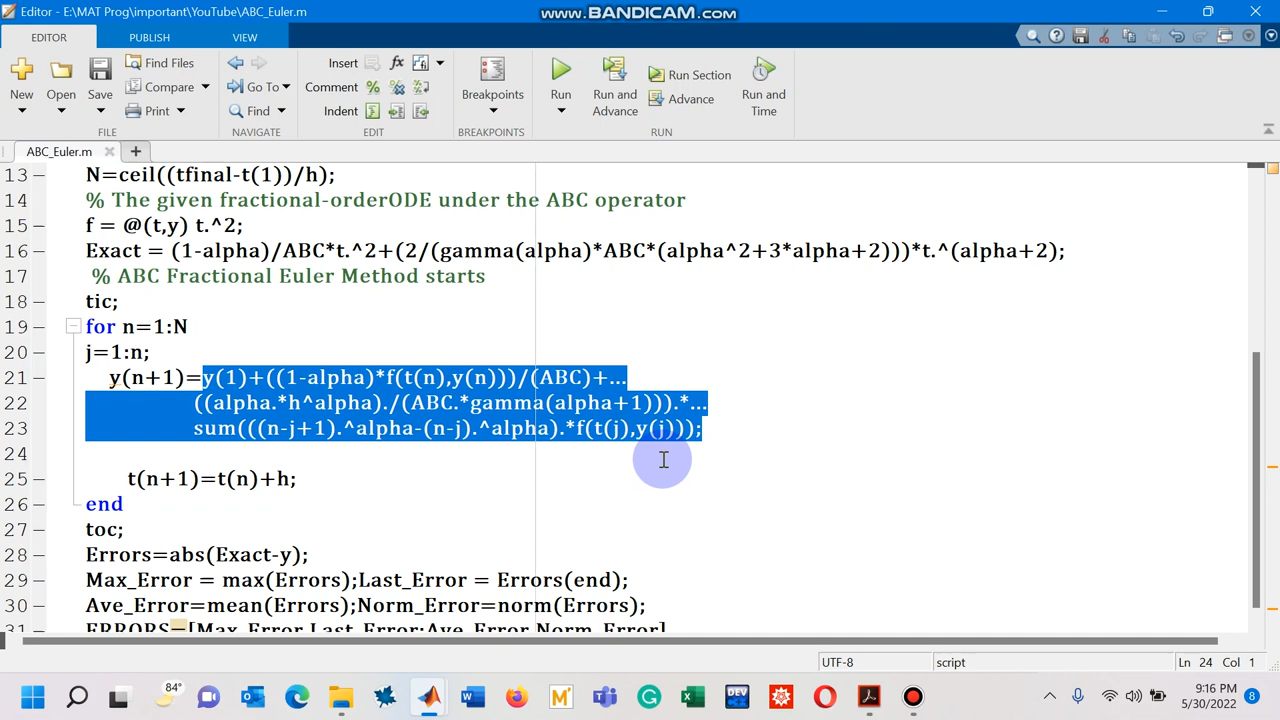 Editor - E:\MAT Prog\important\YouTube\ABC_Euler.m
www.BANDICAM.com
EDITOR PUBLISH VIEW
Find Files Insert fx
New Open Save Compare Go To Comment Breakpoints Run Run and Advance Run Section Advance Run and Time
Print Find Indent
FILE NAVIGATE EDIT BREAKPOINTS RUN
ABC_Euler.m
13 N=ceil((tfinal-t(1))/h);
14 % The given fractional-orderODE under the ABC operator
15 f = @(t,y) t.^2;
16 Exact = (1-alpha)/ABC*t.^2+(2/(gamma(alpha)*ABC*(alpha^2+3*alpha+2)))*t.^(alpha+2);
17 % ABC Fractional Euler Method starts
18 tic;
19 for n=1:N
20 j=1:n;
21 y(n+1)=y(1)+((1-alpha)*f(t(n),y(n)))/(ABC)+...
22 ((alpha.*h^alpha)./(ABC.*gamma(alpha+1))).*...
23 sum(((n-j+1).^alpha-(n-j).^alpha).*f(t(j),y(j)));
24
25 t(n+1)=t(n)+h;
26 end
27 toc;
28 Errors=abs(Exact-y);
29 Max_Error = max(Errors);Last_Error = Errors(end);
30 Ave_Error=mean(Errors);Norm_Error=norm(Errors);
31 ERRORS=[Max_Error,Last_Error;Ave_Error,Norm_Error]
UTF-8 script Ln 24 Col 1
84° 9:16 PM
5/30/2022 8